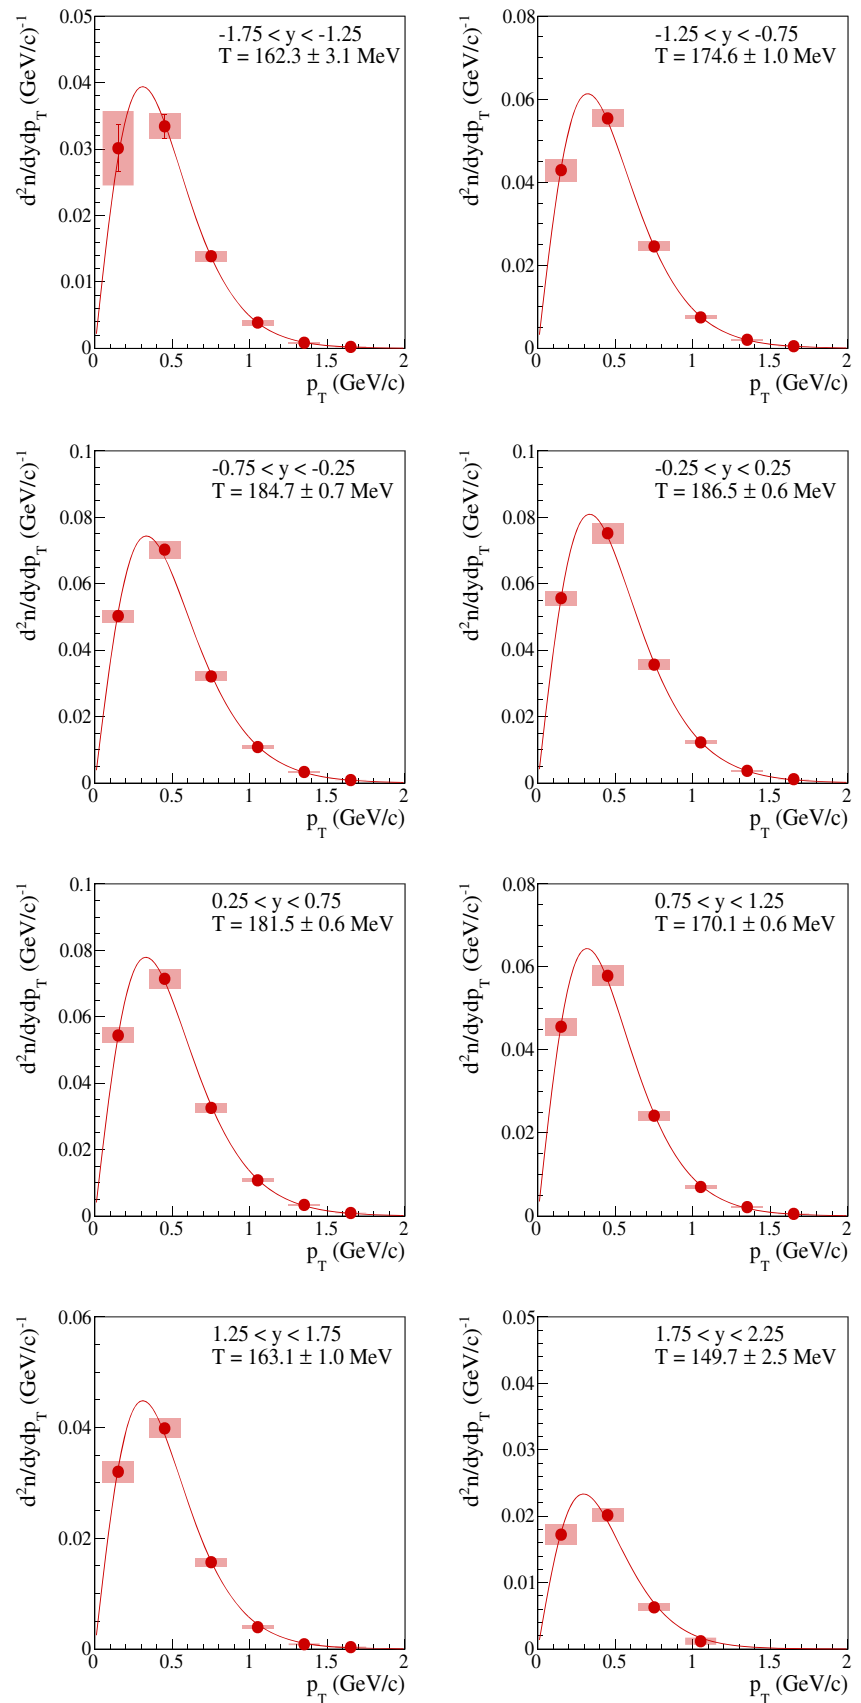 -1.75 < y < -1.25
T = 162.3 ± 3.1 MeV
d²n/dydp_T (GeV/c)⁻¹
0.05
0.04
0.03
0.02
0.01
0
0 0.5 1 1.5 2
p_T (GeV/c)
-1.25 < y < -0.75
T = 174.6 ± 1.0 MeV
d²n/dydp_T (GeV/c)⁻¹
0.08
0.06
0.04
0.02
0
0 0.5 1 1.5 2
p_T (GeV/c)
-0.75 < y < -0.25
T = 184.7 ± 0.7 MeV
d²n/dydp_T (GeV/c)⁻¹
0.1
0.08
0.06
0.04
0.02
0
0 0.5 1 1.5 2
p_T (GeV/c)
-0.25 < y < 0.25
T = 186.5 ± 0.6 MeV
d²n/dydp_T (GeV/c)⁻¹
0.1
0.08
0.06
0.04
0.02
0
0 0.5 1 1.5 2
p_T (GeV/c)
0.25 < y < 0.75
T = 181.5 ± 0.6 MeV
d²n/dydp_T (GeV/c)⁻¹
0.1
0.08
0.06
0.04
0.02
0
0 0.5 1 1.5 2
p_T (GeV/c)
0.75 < y < 1.25
T = 170.1 ± 0.6 MeV
d²n/dydp_T (GeV/c)⁻¹
0.08
0.06
0.04
0.02
0
0 0.5 1 1.5 2
p_T (GeV/c)
1.25 < y < 1.75
T = 163.1 ± 1.0 MeV
d²n/dydp_T (GeV/c)⁻¹
0.06
0.04
0.02
0
0 0.5 1 1.5 2
p_T (GeV/c)
1.75 < y < 2.25
T = 149.7 ± 2.5 MeV
d²n/dydp_T (GeV/c)⁻¹
0.05
0.04
0.03
0.02
0.01
0
0 0.5 1 1.5 2
p_T (GeV/c)